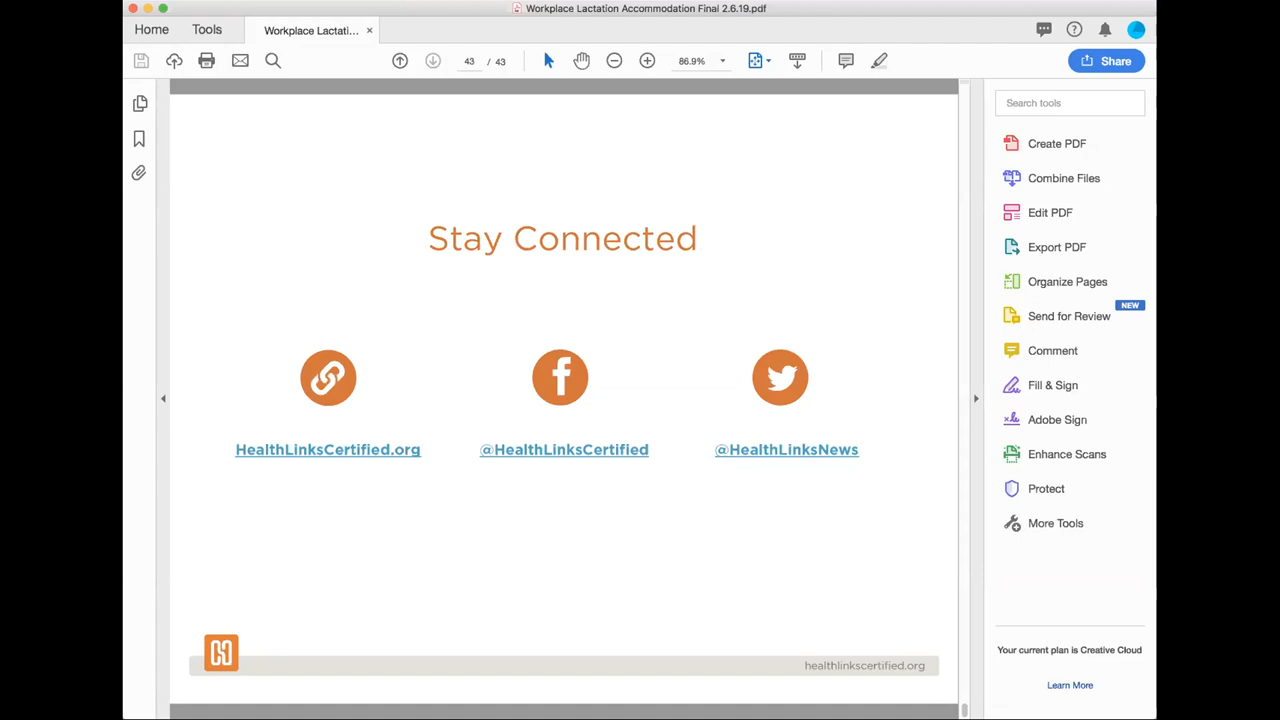 Workplace Lactation Accommodation Final 2.6.19.pdf
Home
Tools
Workplace Lactati...
43 / 43
86.9%
Share
Search tools
Create PDF
Combine Files
Edit PDF
Export PDF
Organize Pages
Send for Review
NEW
Comment
Fill & Sign
Adobe Sign
Enhance Scans
Protect
More Tools
Your current plan is Creative Cloud
Learn More
Stay Connected
HealthLinksCertified.org
@HealthLinksCertified
@HealthLinksNews
healthlinkscertified.org